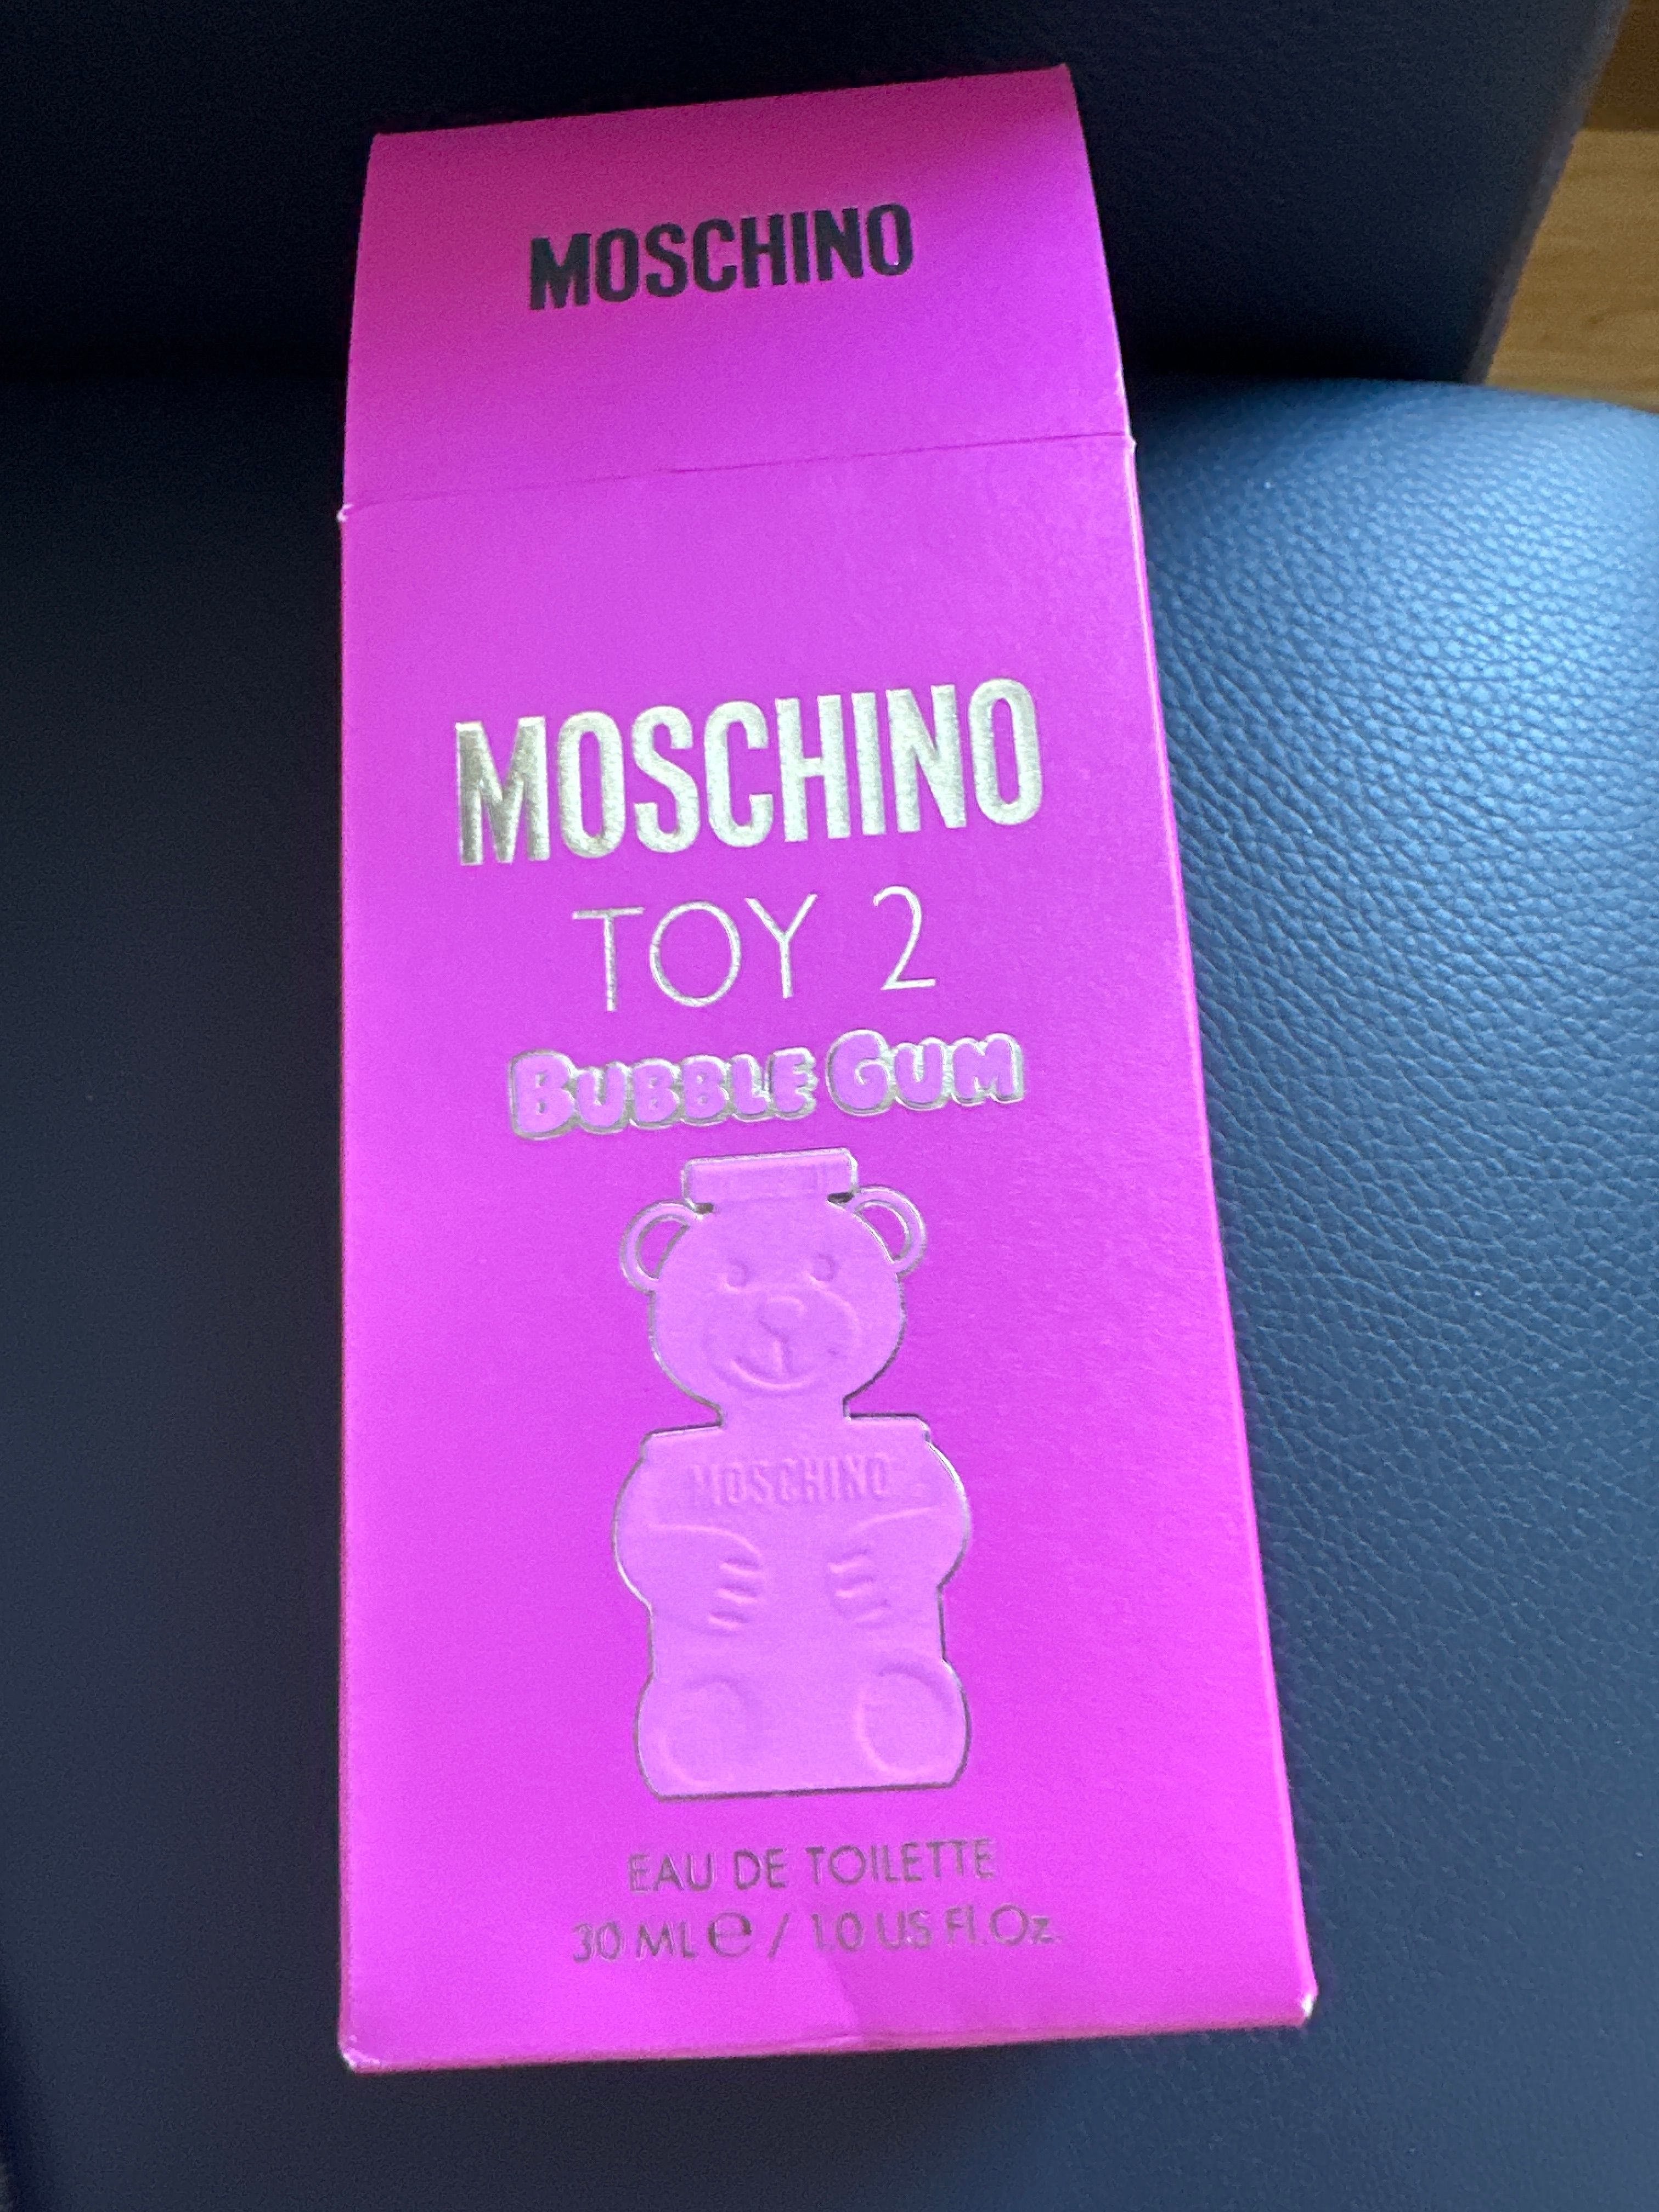 MOSCHINO
MOSCHINO
TOY 2
BUBBLE GUM
MOSCHINO
EAU DE TOILETTE
30 ML ℮ / 1.0 US Fl.Oz.